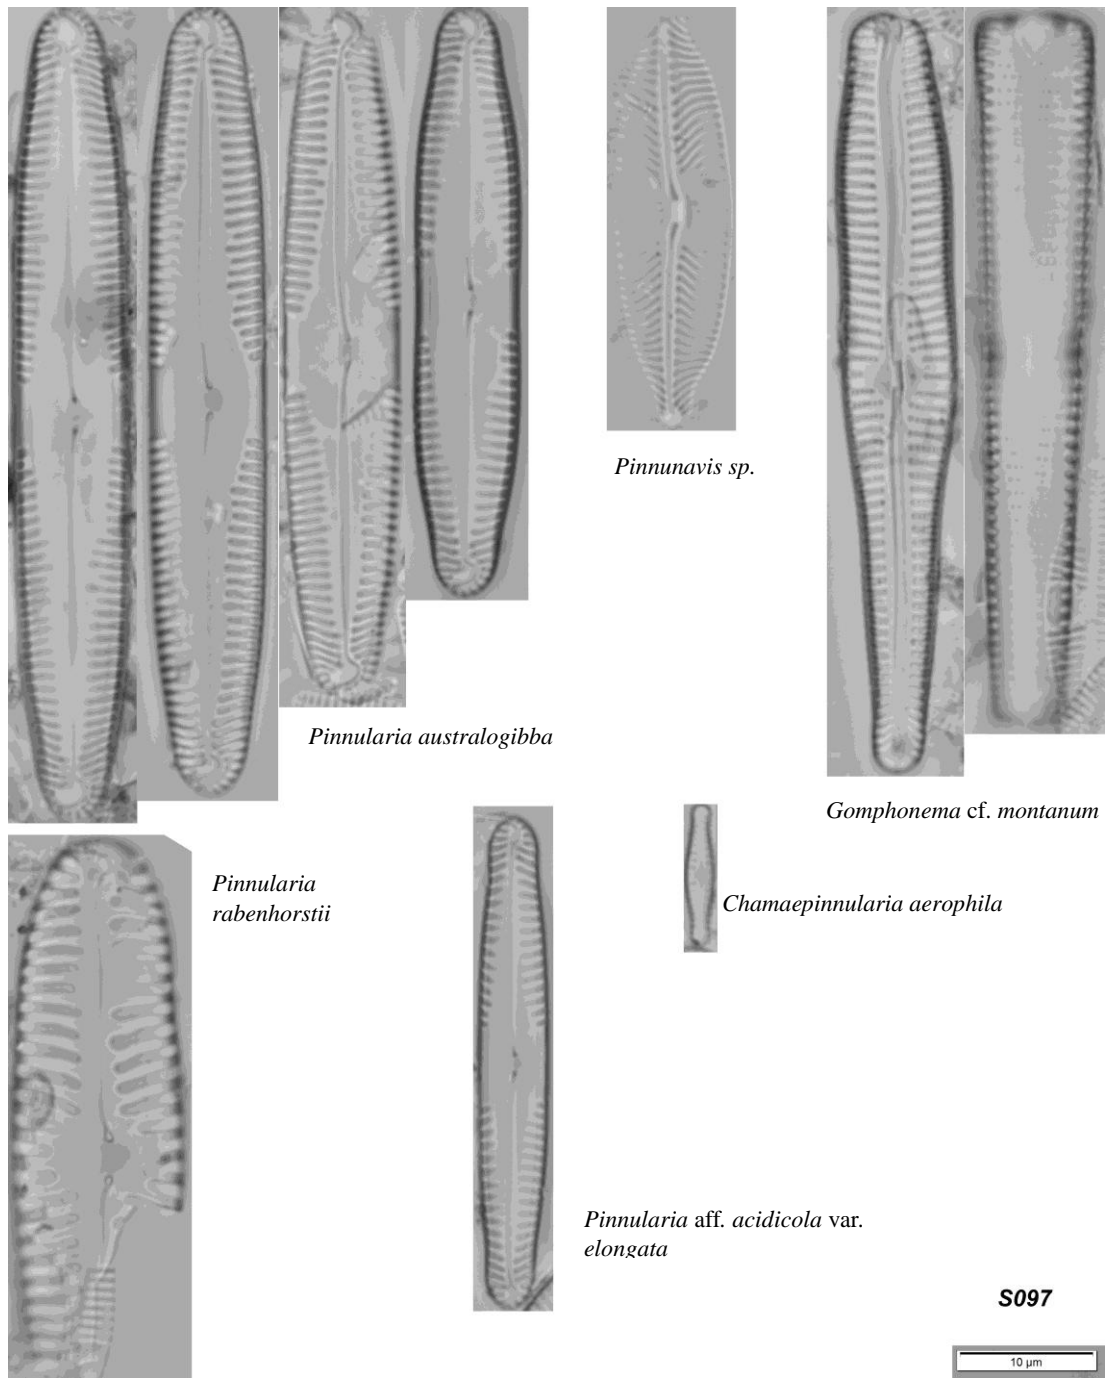 Pinnunavis sp.
Pinnularia australogibba
Gomphonema cf. montanum
Pinnularia
rabenhorstii
Chamaepinnularia aerophila
Pinnularia aff. acidicola var.
elongata
S097
10 µm